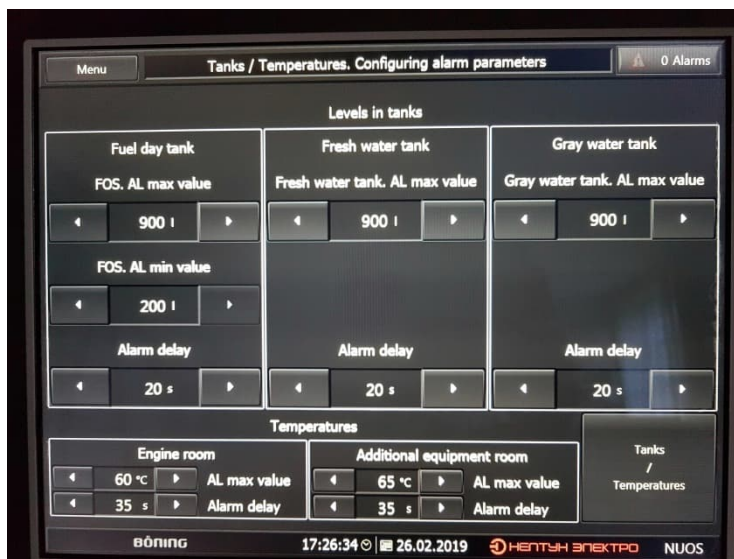 Menu
Tanks / Temperatures. Configuring alarm parameters
0 Alarms
Levels in tanks
Fuel day tank
FOS. AL max value
900 l
FOS. AL min value
200 l
Alarm delay
20 s
Fresh water tank
Fresh water tank. AL max value
900 l
Alarm delay
20 s
Gray water tank
Gray water tank. AL max value
900 l
Alarm delay
20 s
Temperatures
Engine room
60 °C AL max value
35 s Alarm delay
Additional equipment room
65 °C AL max value
35 s Alarm delay
Tanks
/
Temperatures
BÖNING
17:26:34 26.02.2019
НЕПТУН ЭЛЕКТРО
NUOS